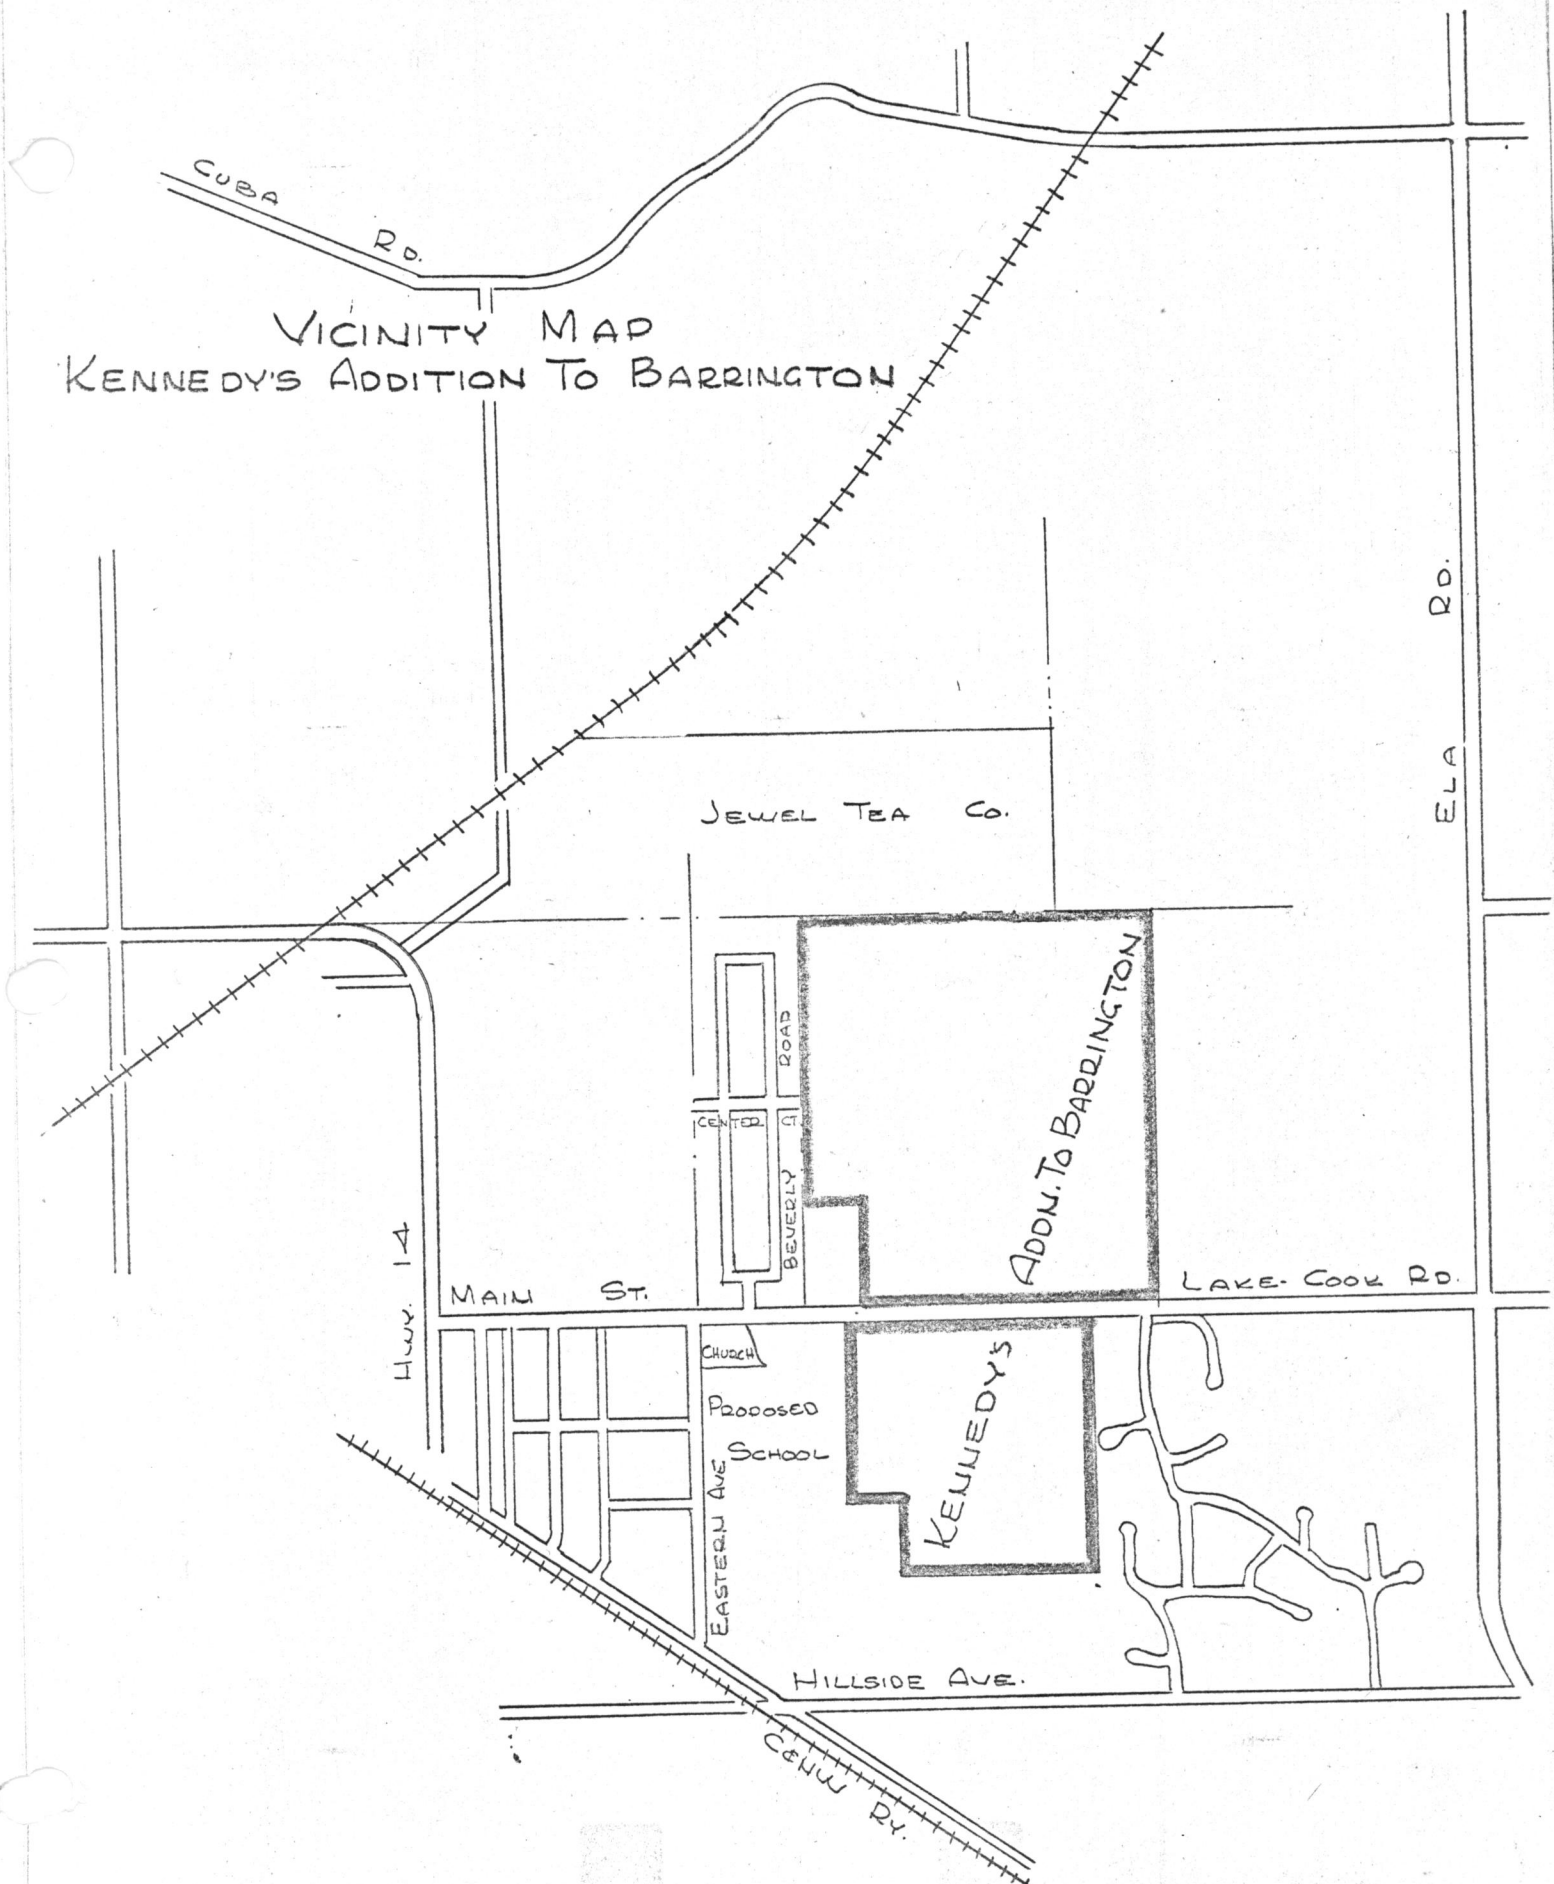 CUBA RD.
VICINITY MAP
KENNEDY'S ADDITION TO BARRINGTON
ELA RD.
JEWEL TEA CO.
ADDN. TO BARRINGTON
BEVERLY ROAD
CENTER CT
HWY. 14
MAIN ST.
LAKE-COOK RD.
CHURCH
PROPOSED
SCHOOL
KENNEDY'S
EASTERN AVE
HILLSIDE AVE.
C&NW RY.